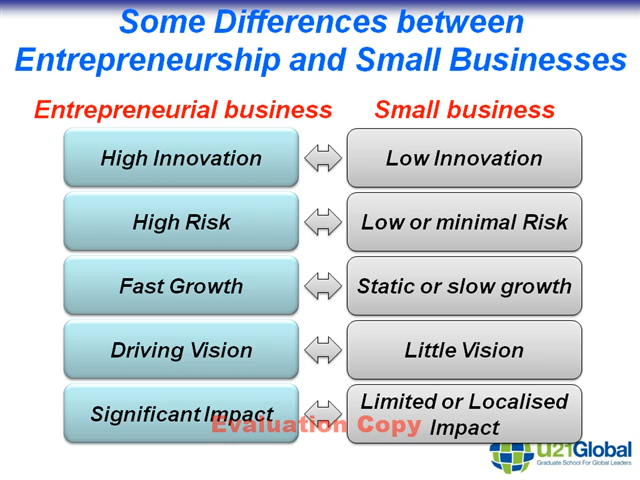 Some Differences between
Entrepreneurship and Small Businesses
Entrepreneurial business Small business
High Innovation Low Innovation
High Risk Low or minimal Risk
Fast Growth Static or slow growth
Driving Vision Little Vision
Significant Impact Limited or Localised
Impact
Evaluation Copy
U21Global
Graduate School For Global Leaders